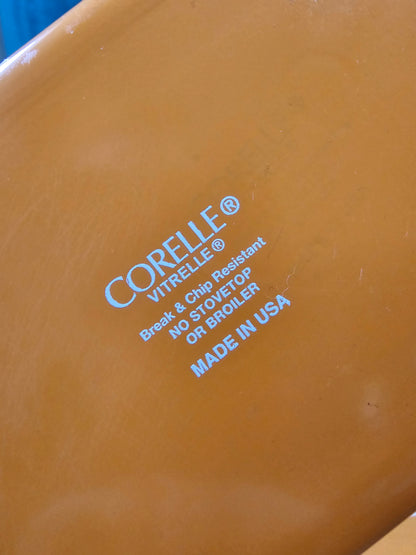 CORELLE®
VITRELLE®
Break & Chip Resistant
NO STOVETOP
OR BROILER
MADE IN USA